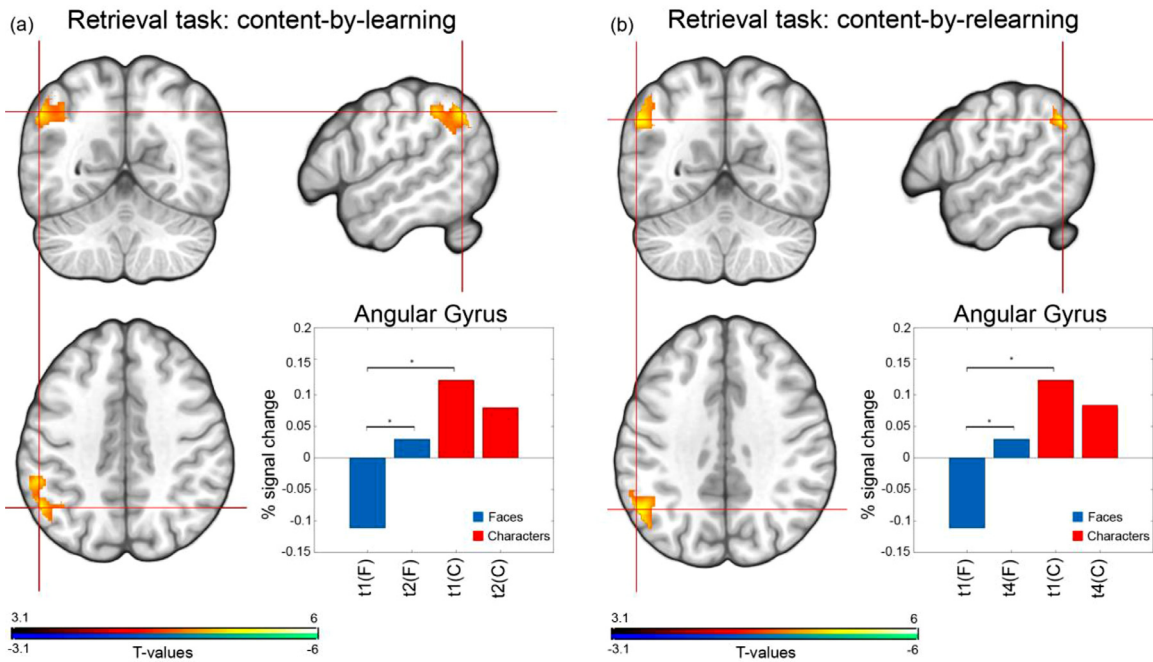 (a) Retrieval task: content-by-learning
Angular Gyrus
% signal change
0.2
0.15
0.1
0.05
0
-0.05
-0.1
-0.15
*
*
Faces
Characters
t1(F)
t2(F)
t1(C)
t2(C)
3.1 6
-3.1 -6
T-values
(b) Retrieval task: content-by-relearning
Angular Gyrus
% signal change
0.2
0.15
0.1
0.05
0
-0.05
-0.1
-0.15
*
*
Faces
Characters
t1(F)
t4(F)
t1(C)
t4(C)
3.1 6
-3.1 -6
T-values